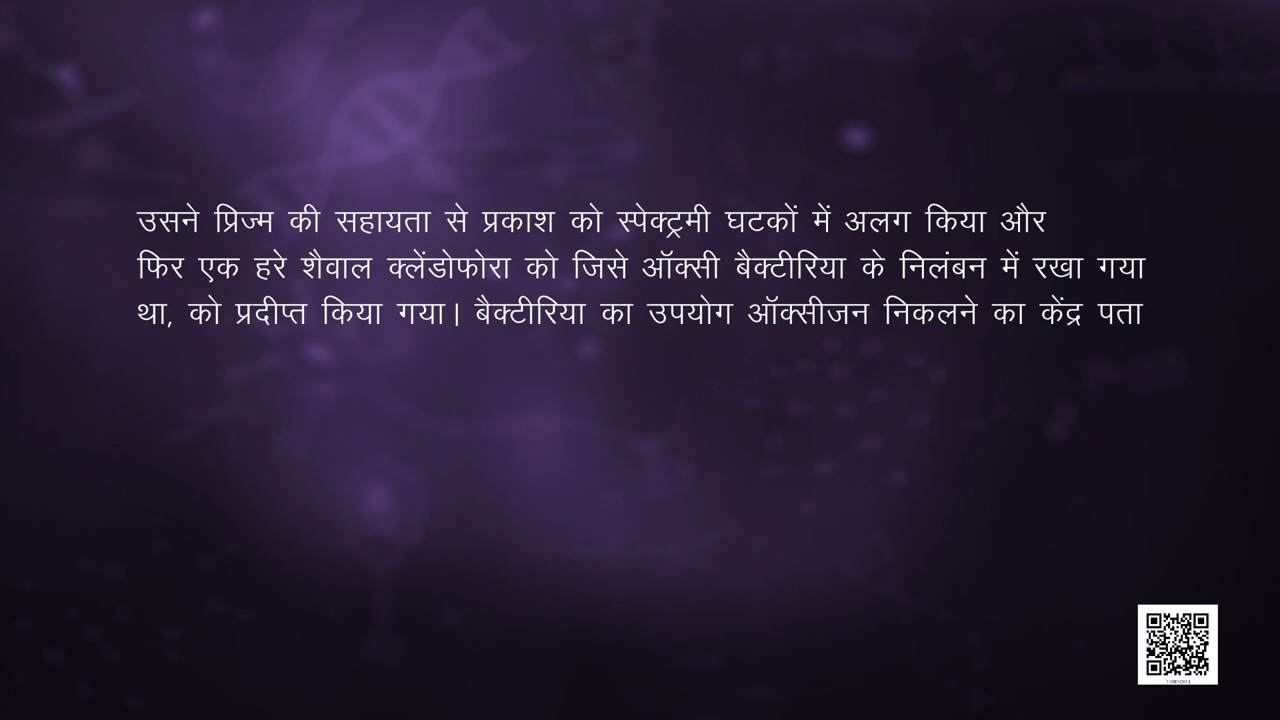 उसने प्रिज्म की सहायता से प्रकाश को स्पेक्ट्रमी घटकों में अलग किया और
फिर एक हरे शैवाल क्लेंडोफोरा को जिसे ऑक्सी बैक्टीरिया के निलंबन में रखा गया
था, को प्रदीप्त किया गया। बैक्टीरिया का उपयोग ऑक्सीजन निकलने का केंद्र पता